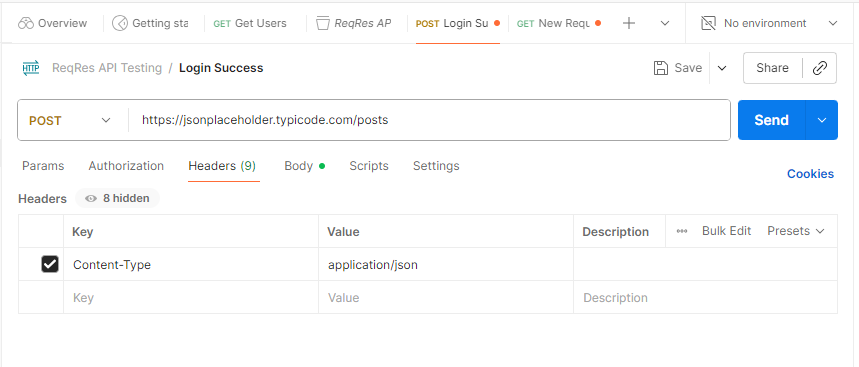 Overview Getting sta GET Get Users ReqRes AP POST Login Su GET New Requ No environment
HTTP ReqRes API Testing / Login Success Save Share
POST https://jsonplaceholder.typicode.com/posts Send
Params Authorization Headers (9) Body Scripts Settings Cookies
Headers 8 hidden
Key Value Description Bulk Edit Presets
Content-Type application/json
Key Value Description